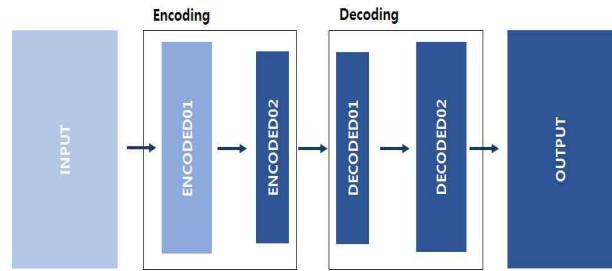 Encoding
Decoding
INPUT
ENCODED01
ENCODED02
DECODED01
DECODED02
OUTPUT